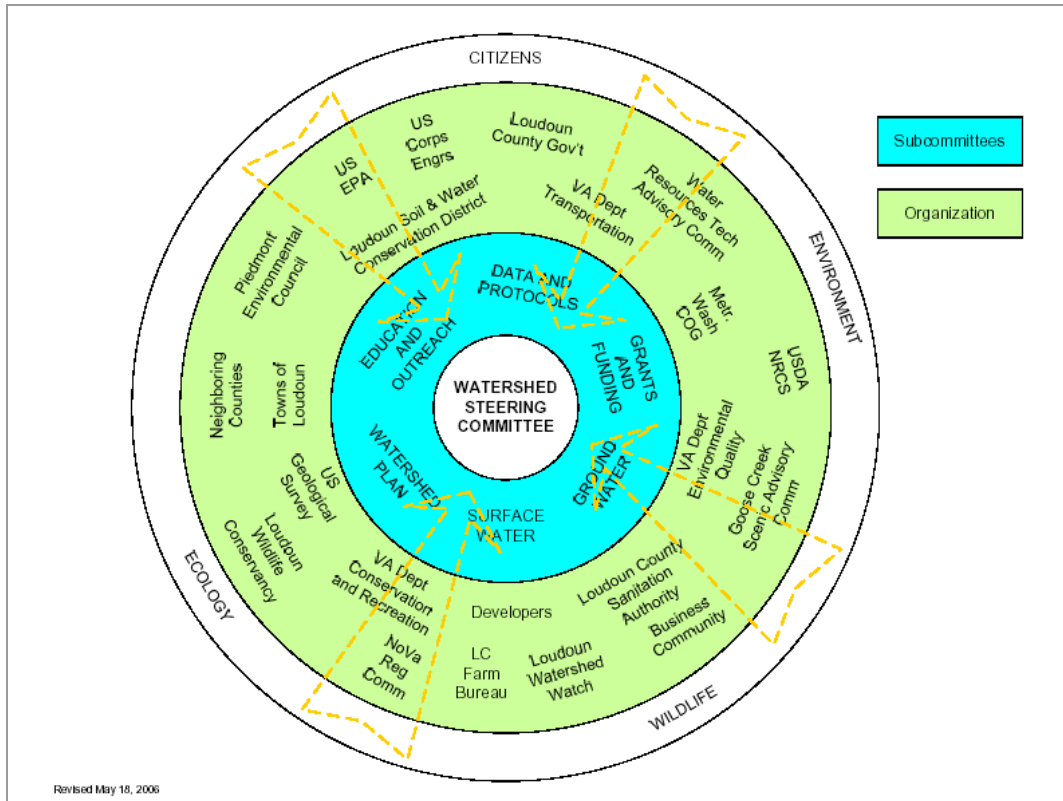 CITIZENS
US
Corps
Engrs
Loudoun
County Gov't
US
EPA
Loudoun Soil & Water
Conservation District
VA Dept
Transportation
Water
Resources Tech
Advisory Comm
Subcommittees
Organization
Piedmont
Environmental
Council
EDUCATION
AND
OUTREACH
DATA AND
PROTOCOLS
GRANTS
AND
FUNDING
Metr.
Wash
COG
ENVIRONMENT
USDA
NRCS
Neighboring
Counties
Towns of
Loudoun
WATERSHED
STEERING
COMMITTEE
WATERSHED
PLAN
SURFACE
WATER
GROUND
WATER
VA Dept
Environmental
Quality
Goose Creek
Scenic Advisory
Comm
US
Geological
Survey
Loudoun
Wildlife
Conservancy
ECOLOGY
VA Dept
Conservation
and Recreation
NoVa
Reg
Comm
Developers
LC
Farm
Bureau
Loudoun
Watershed
Watch
Loudoun County
Sanitation
Authority
Business
Community
WILDLIFE
Revised May 18, 2006